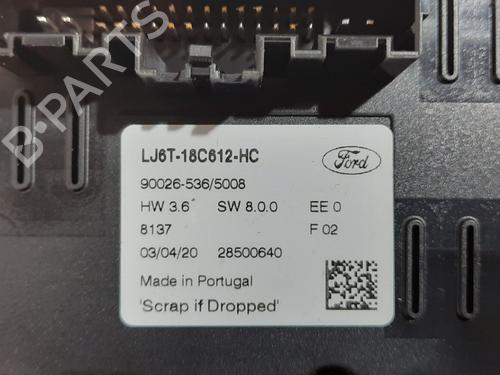 B-PARTS
LJ6T-18C612-HC
Ford
90026-536/5008
HW 3.6 SW 8.0.0 EE 0
8137 F 02
03/04/20 28500640
Made in Portugal
'Scrap if Dropped'